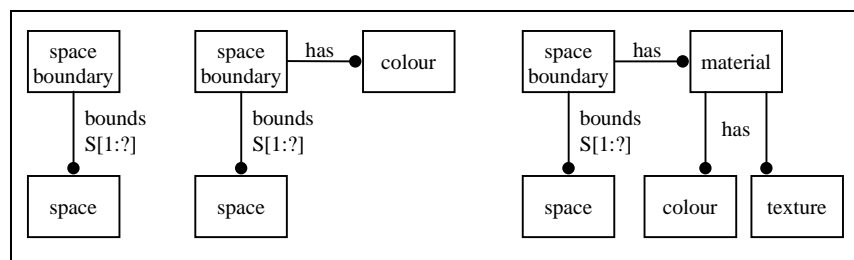 space
boundary
bounds
S[1:?]
space
space
boundary
has
colour
bounds
S[1:?]
space
space
boundary
has
material
bounds
S[1:?]
has
space
colour
texture